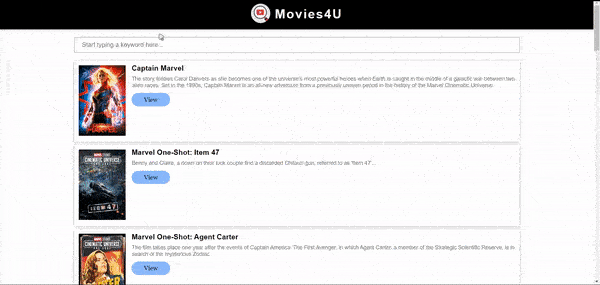 Movies4U
Start typing a keyword here...
Captain Marvel
The story follows Carol Danvers as she becomes one of the universe's most powerful heroes when Earth is caught in the middle of a galactic war between two
alien races. Set in the 1990s, Captain Marvel is an all-new adventure from a previously unseen period in the history of the Marvel Cinematic Universe.
View
Marvel One-Shot: Item 47
Benny and Claire, a down on their luck couple find a discarded Chitauri gun, referred to as 'Item 47'...
View
CINEMATIC UNIVERSE
ITEM 47
Marvel One-Shot: Agent Carter
The film takes place one year after the events of Captain America: The First Avenger, in which Agent Carter, a member of the Strategic Scientific Reserve, is in
search of the mysterious Zodiac.
View
CINEMATIC UNIVERSE